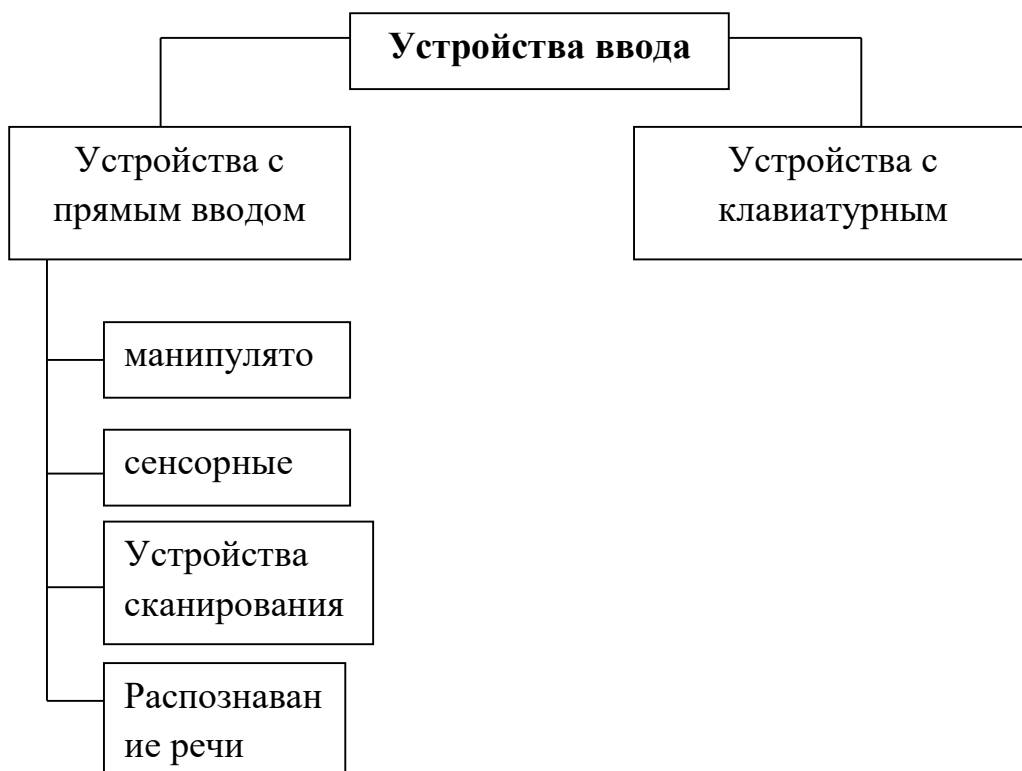 Устройства ввода
Устройства с
прямым вводом
Устройства с
клавиатурным
манипулято
сенсорные
Устройства
сканирования
Распознаван
ие речи